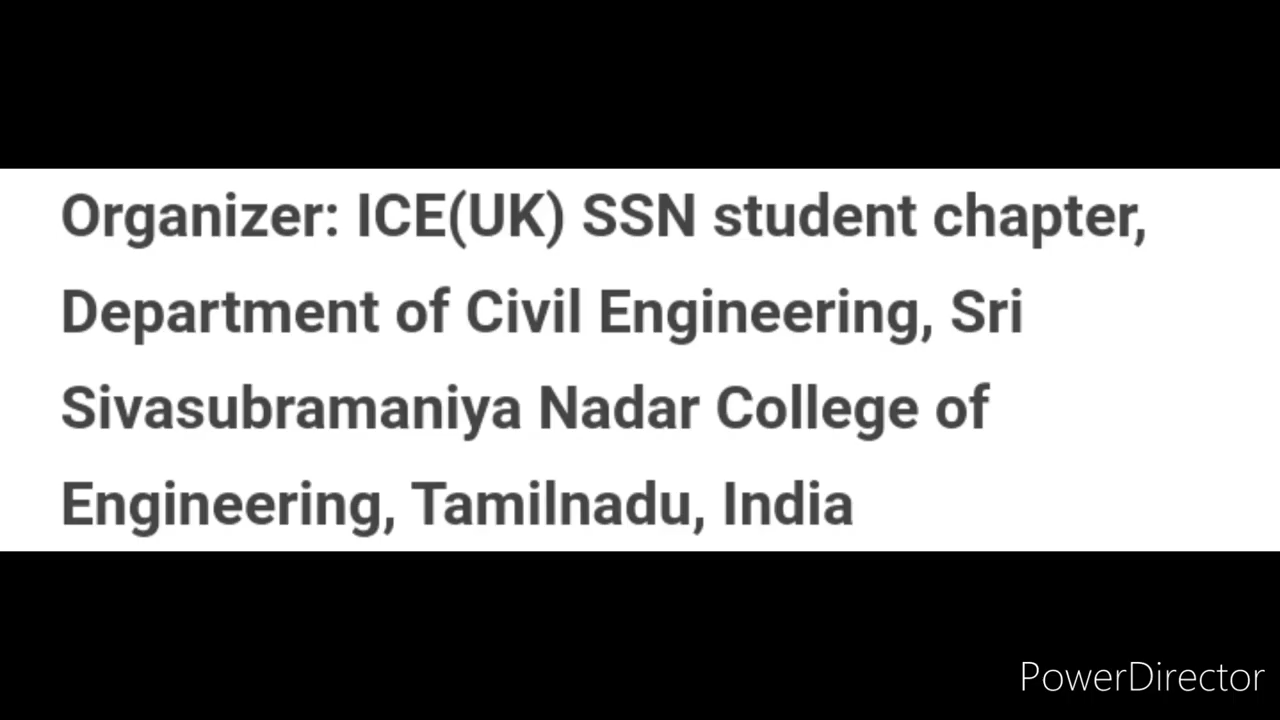 Organizer: ICE(UK) SSN student chapter,
Department of Civil Engineering, Sri
Sivasubramaniya Nadar College of
Engineering, Tamilnadu, India
PowerDirector